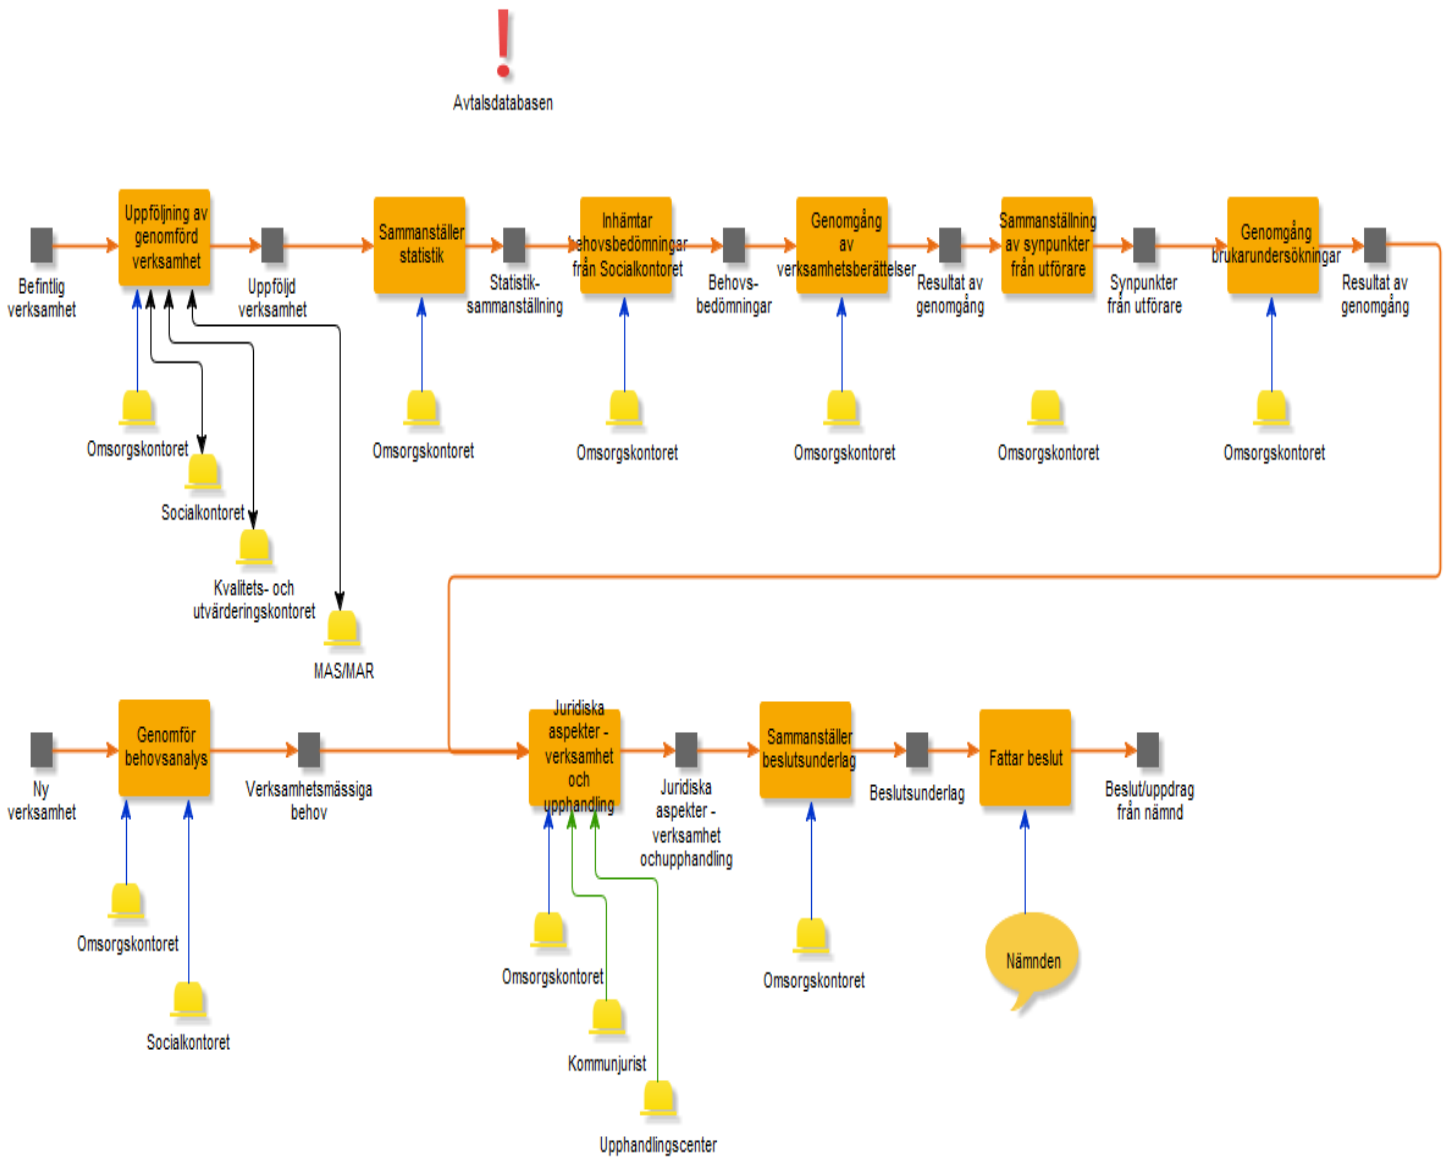 Avtalsdatabasen
Uppföljning av
genomförd
verksamhet
Sammanställer
statistik
Inhämtar
behovsbedömningar
från Socialkontoret
Genomgång
av
verksamhetsberättelser
Sammanställning
av synpunkter
från utförare
Genomgång
brukarundersökningar
Befintlig
verksamhet
Uppföljd
verksamhet
Statistik-
sammanställning
Behovs-
bedömningar
Resultat av
genomgång
Synpunkter
från utförare
Resultat av
genomgång
Omsorgskontoret
Omsorgskontoret
Omsorgskontoret
Omsorgskontoret
Omsorgskontoret
Omsorgskontoret
Socialkontoret
Kvalitets- och
utvärderingskontoret
MAS/MAR
Genomför
behovsanalys
Juridiska
aspekter -
verksamhet
och
upphandling
Sammanställer
beslutsunderlag
Fattar beslut
Ny
verksamhet
Verksamhetsmässiga
behov
Juridiska
aspekter -
verksamhet
ochupphandling
Beslutsunderlag
Beslut/uppdrag
från nämnd
Omsorgskontoret
Socialkontoret
Omsorgskontoret
Kommunjurist
Upphandlingscenter
Omsorgskontoret
Nämnden